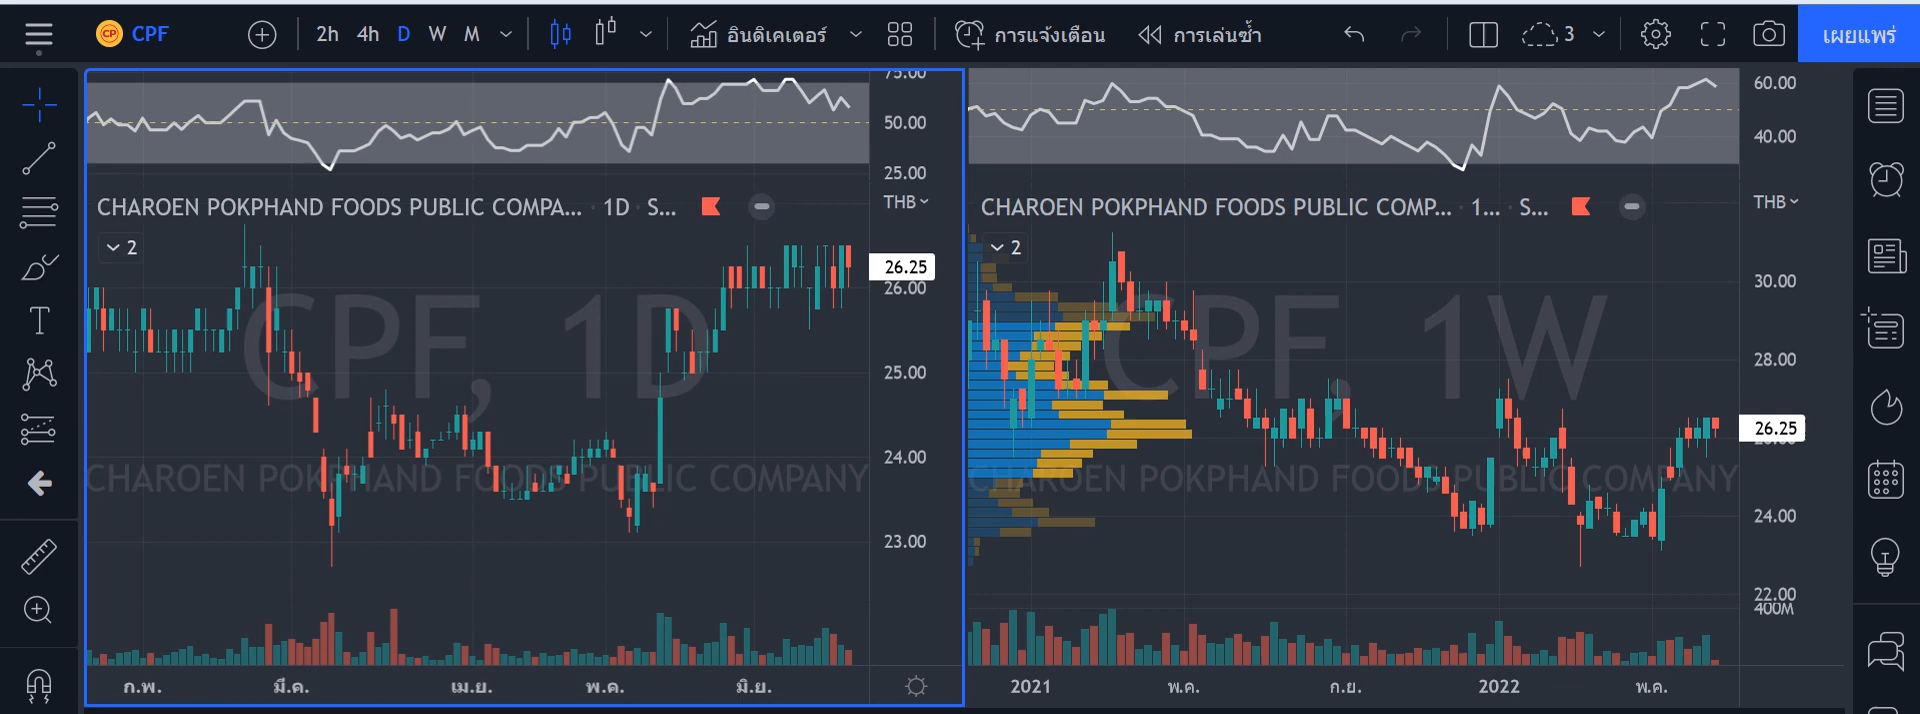 CPF 2h 4h D W M อินดิเคเตอร์ การแจ้งเตือน การเล่นซ้ำ 3 เผยแพร่
75.00
50.00
25.00
CHAROEN POKPHAND FOODS PUBLIC COMPA... · 1D · S... THB
2
26.25
26.00
25.00
24.00
23.00
CPF, 1D
CHAROEN POKPHAND FOODS PUBLIC COMPANY
ก.พ. มี.ค. เม.ย. พ.ค. มิ.ย.
60.00
40.00
CHAROEN POKPHAND FOODS PUBLIC COMP... · 1... · S... THB
2
30.00
28.00
26.25
26.00
24.00
22.00
400M
CPF, 1W
CHAROEN POKPHAND FOODS PUBLIC COMPANY
2021 พ.ค. ก.ย. 2022 พ.ค.